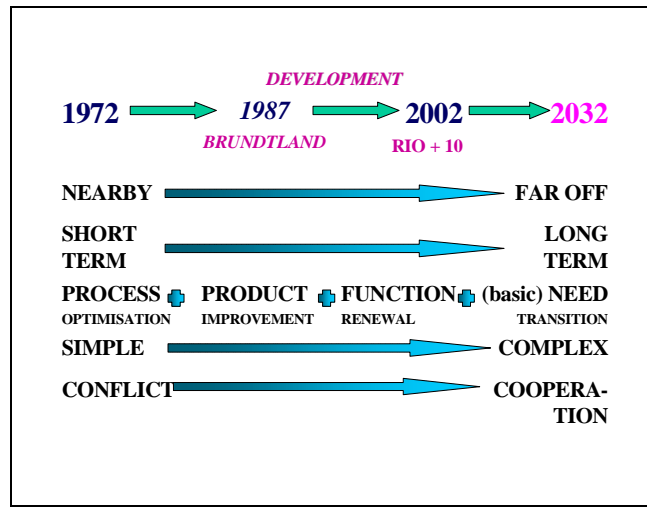 DEVELOPMENT
1972 1987 2002 2032
BRUNDTLAND RIO + 10
NEARBY FAR OFF
SHORT LONG
TERM TERM
PROCESS PRODUCT FUNCTION (basic) NEED
OPTIMISATION IMPROVEMENT RENEWAL TRANSITION
SIMPLE COMPLEX
CONFLICT COOPERA-
TION